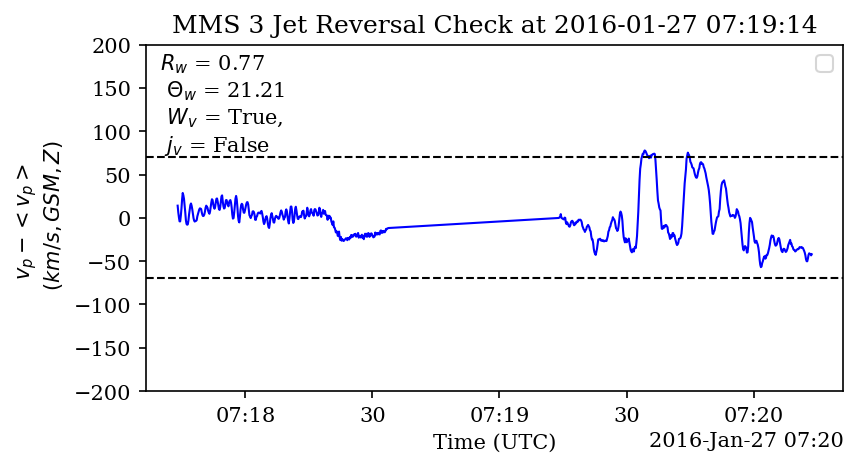 MMS 3 Jet Reversal Check at 2016-01-27 07:19:14
200
150
100
50
0
−50
−100
−150
−200
R_w = 0.77
Θ_w = 21.21
W_v = True,
j_v = False
v_p − < v_p >
(km/s, GSM, Z)
07:18
30
07:19
30
07:20
Time (UTC)
2016-Jan-27 07:20